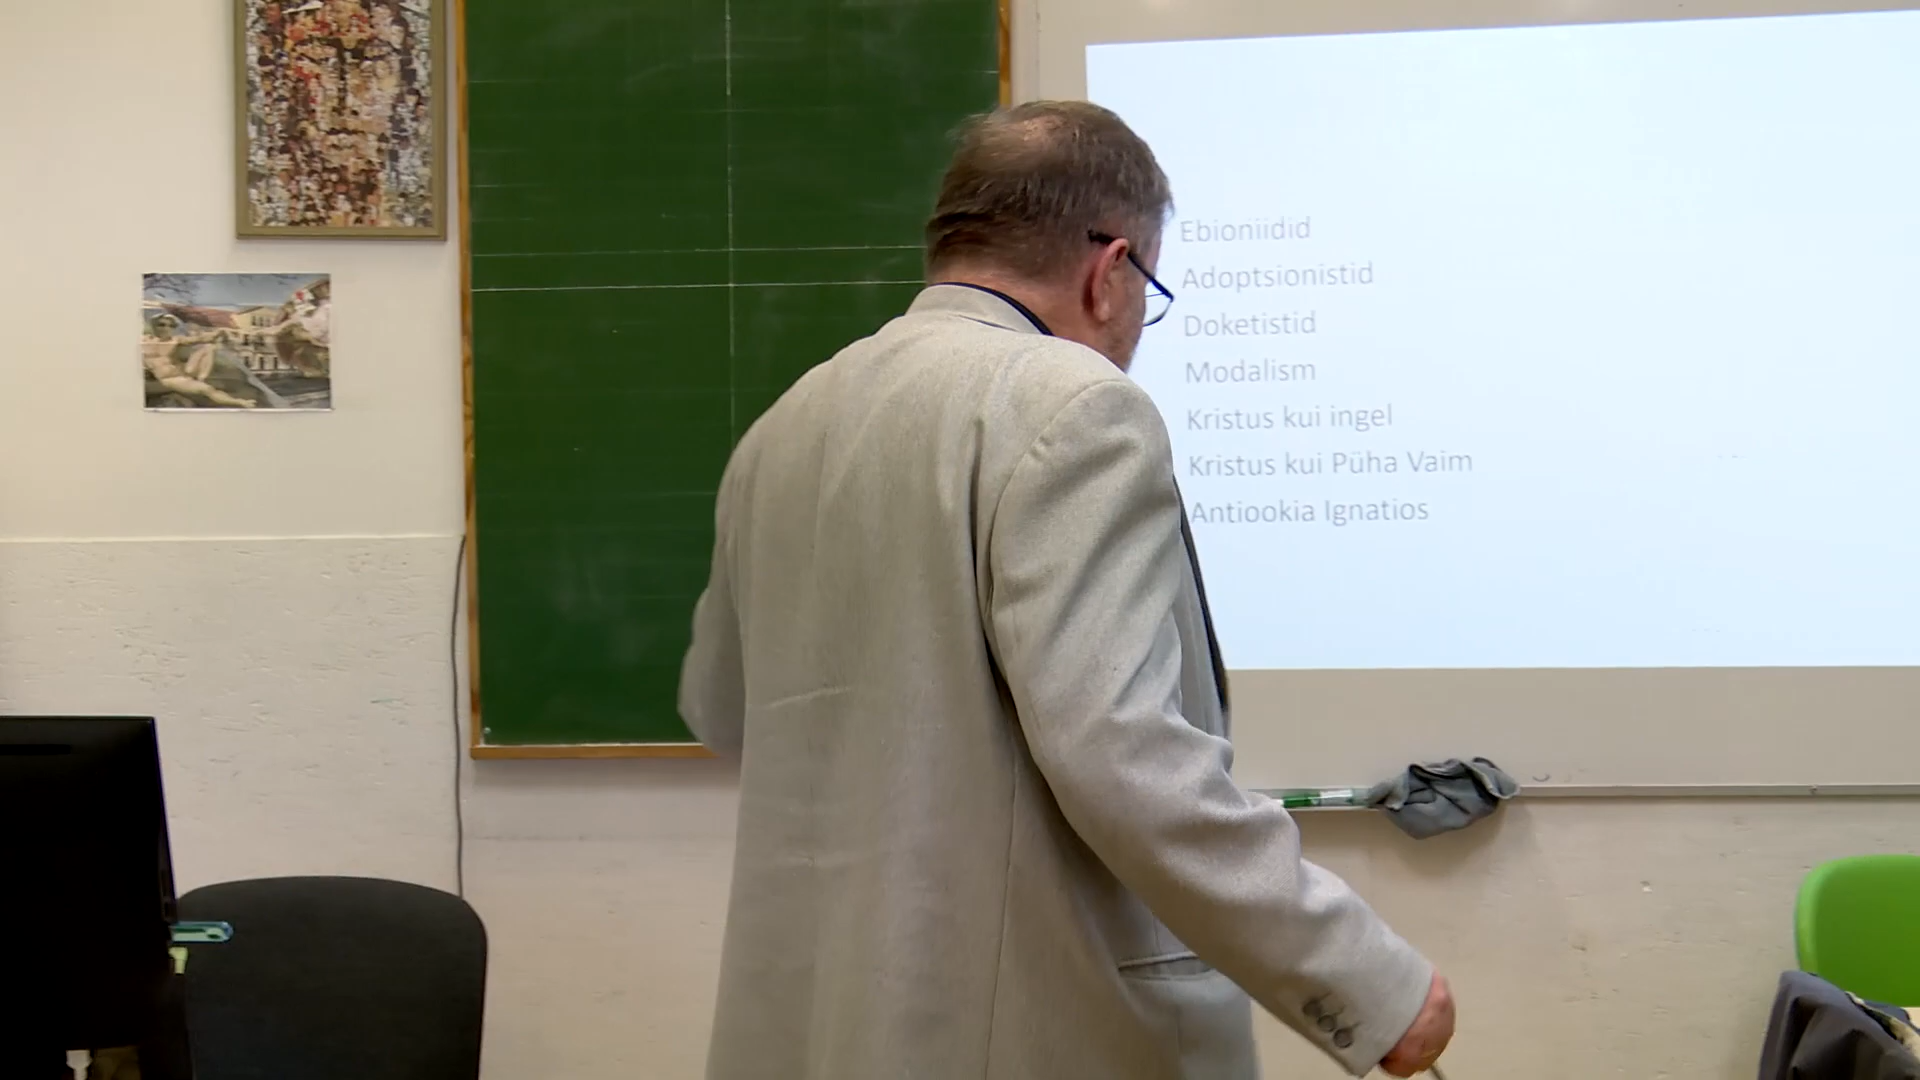 Ebioniidid
Adoptsionistid
Doketistid
Modalism
Kristus kui ingel
Kristus kui Püha Vaim
Antiookia Ignatios